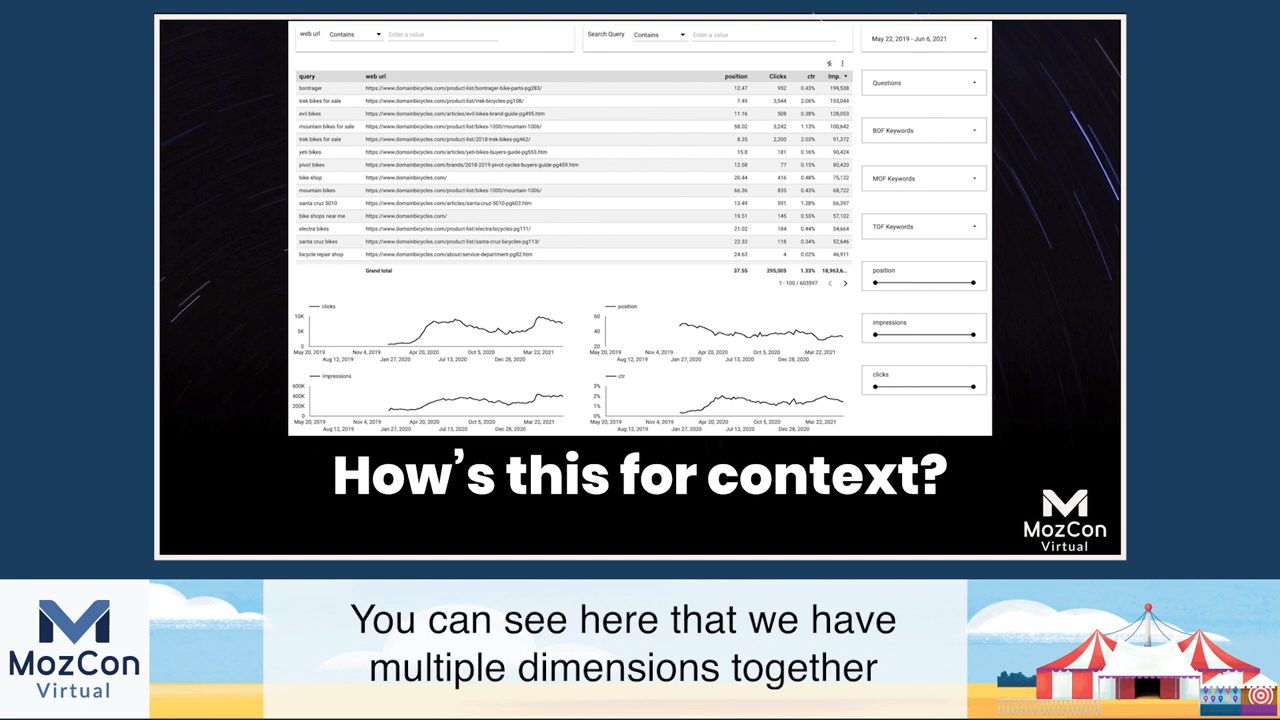 web url Contains Enter a value Search Query Contains Enter a value May 22, 2019 - Jun 6, 2021
query web url position Clicks ctr Imp.
bontrager https://www.domainbicycles.com/product-list/bontrager-bike-parts-pg283/ 12.47 952 0.43% 199,538
trek bikes for sale https://www.domainbicycles.com/product-list/trek-bicycles-pg108/ 7.49 3,544 2.06% 153,044
evil bikes https://www.domainbicycles.com/articles/evil-bikes-brand-guide-pg495.htm 11.16 508 0.38% 128,053
mountain bikes for sale https://www.domainbicycles.com/product-list/bikes-1000/mountain-1006/ 58.02 3,242 1.13% 100,642
trek bikes for sale https://www.domainbicycles.com/product-list/2018-trek-bikes-pg462/ 8.35 2,200 2.03% 91,372
yeti bikes https://www.domainbicycles.com/articles/yeti-bikes-buyers-guide-pg553.htm 15.8 181 0.16% 90,424
pivot bikes https://www.domainbicycles.com/brands/2018-2019-pivot-cycles-buyers-guide-pg459.htm 12.58 77 0.15% 80,420
bike shop https://www.domainbicycles.com/ 20.44 416 0.48% 75,122
mountain bikes https://www.domainbicycles.com/product-list/bikes-1000/mountain-1006/ 66.36 835 0.43% 68,722
santa cruz 5010 https://www.domainbicycles.com/articles/santa-cruz-5010-pg603.htm 13.49 591 1.28% 66,397
bike shops near me https://www.domainbicycles.com/ 19.51 145 0.55% 57,102
electra bikes https://www.domainbicycles.com/product-list/electra-bicycles-pg111/ 21.02 184 0.44% 54,664
santa cruz bikes https://www.domainbicycles.com/product-list/santa-cruz-bicycles-pg113/ 22.33 118 0.34% 52,646
bicycle repair shop https://www.domainbicycles.com/about/service-department-pg82.htm 24.63 4 0.02% 46,911
Grand total 37.55 295,005 1.33% 18,963,6...
1 - 100 / 603597
Questions
BOF Keywords
MOF Keywords
TOF Keywords
position
impressions
clicks
clicks
10K
5K
0
May 20, 2019 Nov 4, 2019 Apr 20, 2020 Oct 5, 2020 Mar 22, 2021
Aug 12, 2019 Jan 27, 2020 Jul 13, 2020 Dec 28, 2020
position
60
40
20
May 20, 2019 Nov 4, 2019 Apr 20, 2020 Oct 5, 2020 Mar 22, 2021
Aug 12, 2019 Jan 27, 2020 Jul 13, 2020 Dec 28, 2020
impressions
600K
400K
200K
0
May 20, 2019 Nov 4, 2019 Apr 20, 2020 Oct 5, 2020 Mar 22, 2021
Aug 12, 2019 Jan 27, 2020 Jul 13, 2020 Dec 28, 2020
ctr
3%
2%
1%
0%
May 20, 2019 Nov 4, 2019 Apr 20, 2020 Oct 5, 2020 Mar 22, 2021
Aug 12, 2019 Jan 27, 2020 Jul 13, 2020 Dec 28, 2020
How's this for context?
MozCon
Virtual
MozCon
Virtual
You can see here that we have
multiple dimensions together